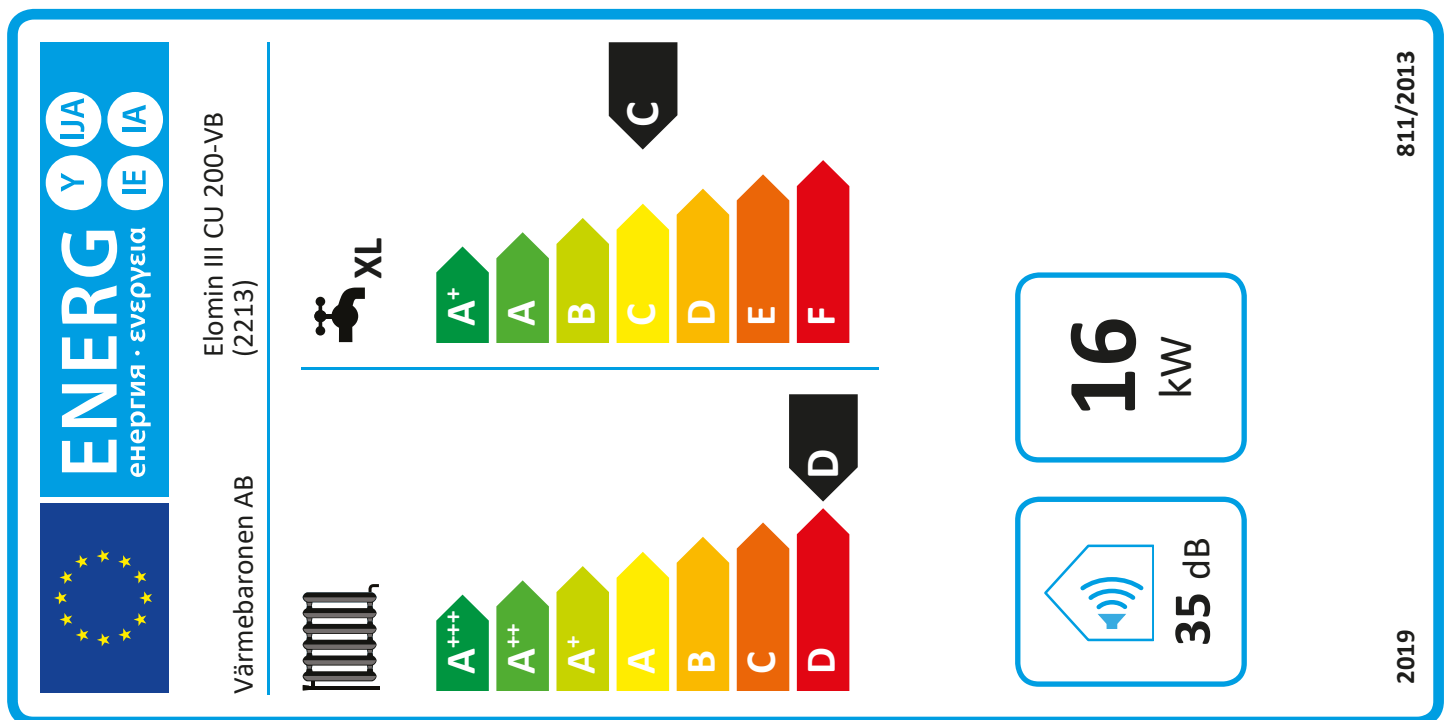 ENERG
енергия · ενεργεια
Y IJA
IE IA
Värmebaronen AB
Elomin III CU 200-VB
(2213)
XL
A+++
A++
A+
A
B
C
D
D
A+
A
B
C
D
E
F
C
35 dB
16
kW
2019
811/2013